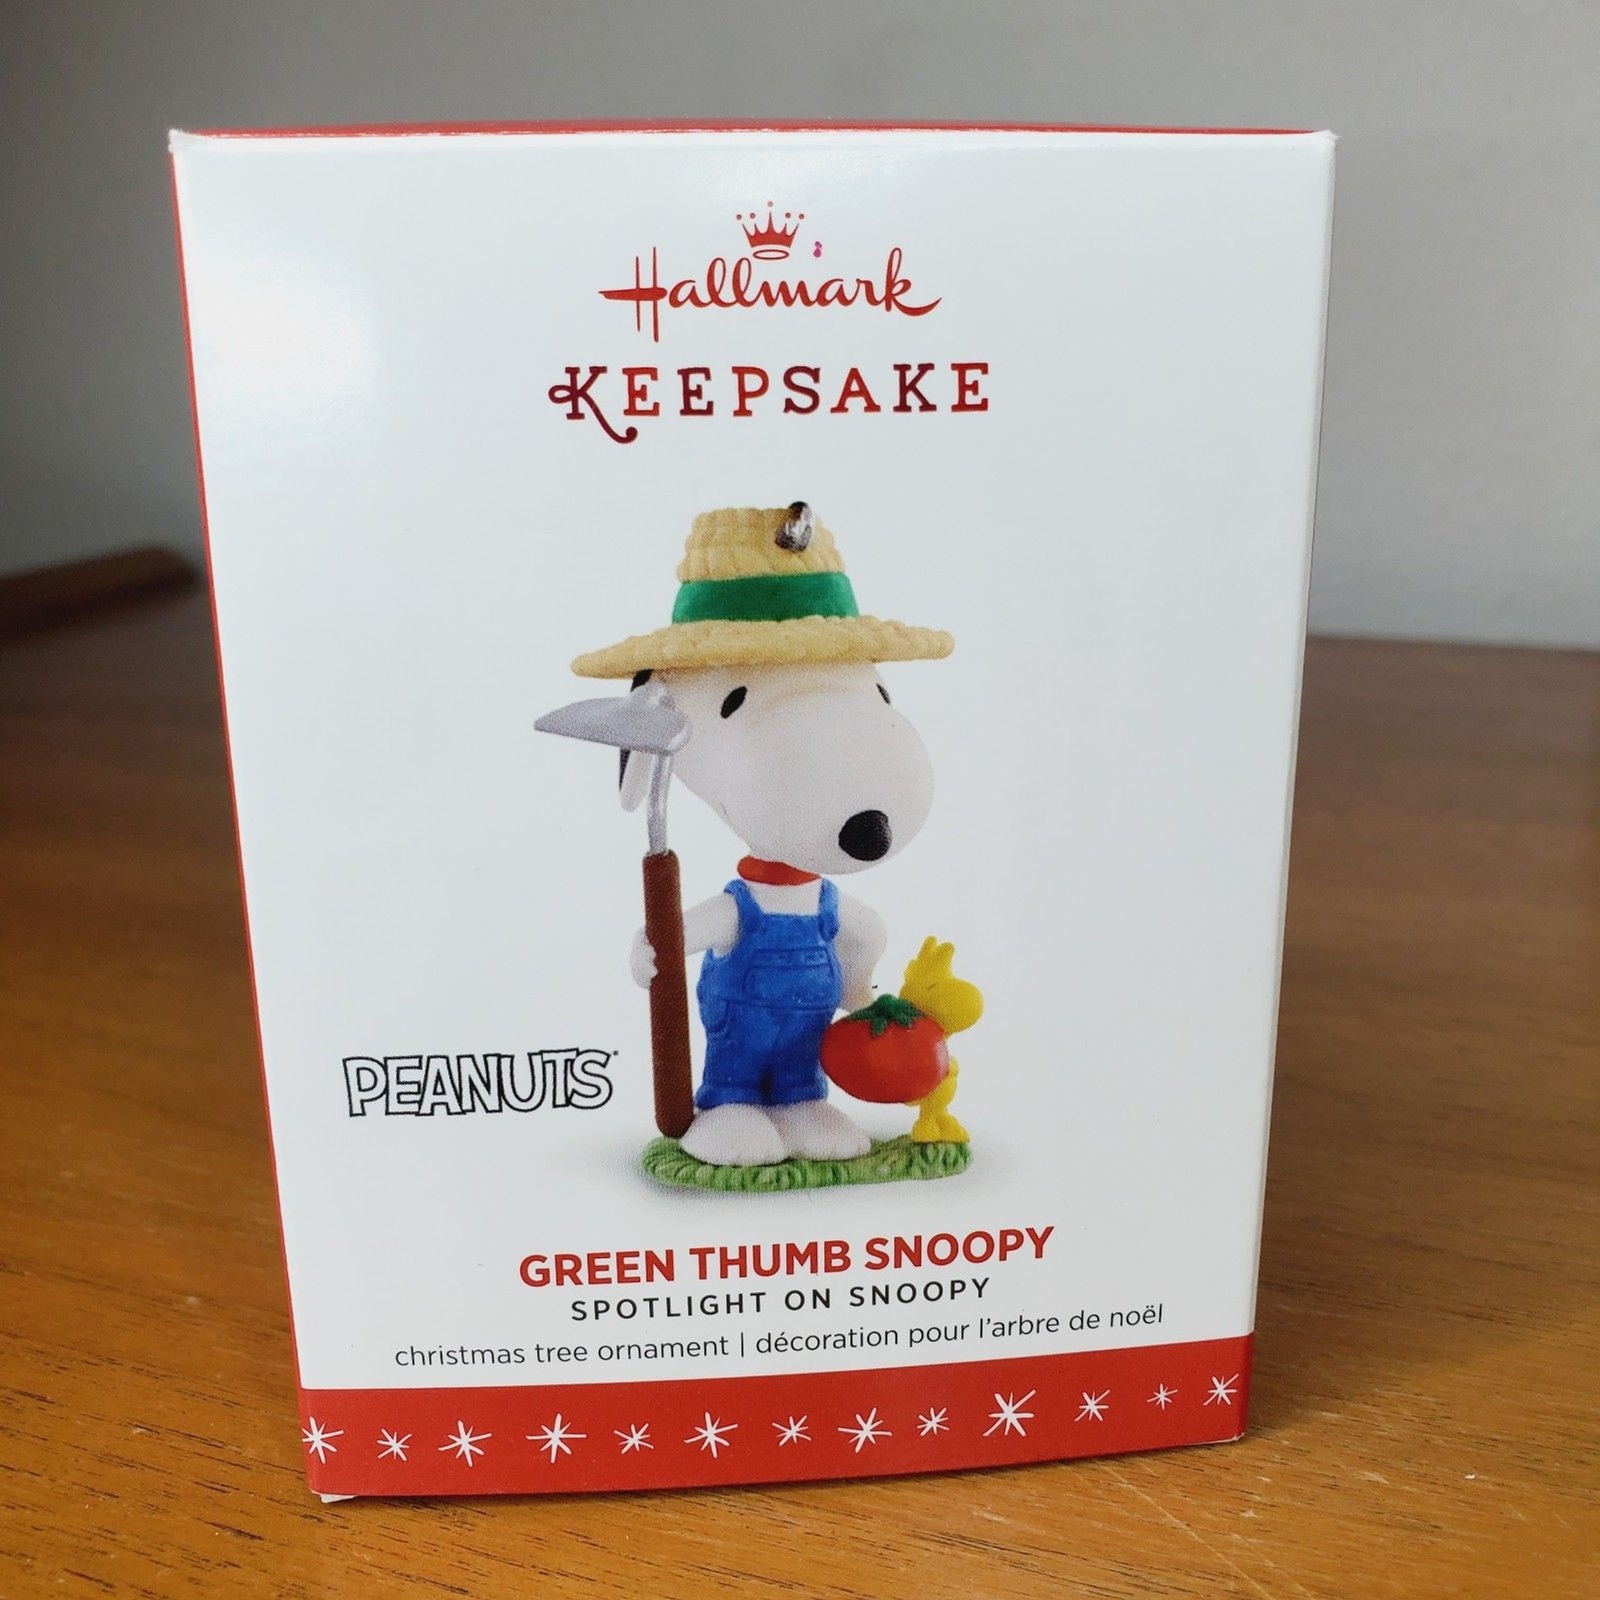 Hallmark
KEEPSAKE
PEANUTS
GREEN THUMB SNOOPY
SPOTLIGHT ON SNOOPY
christmas tree ornament | décoration pour l'arbre de noël